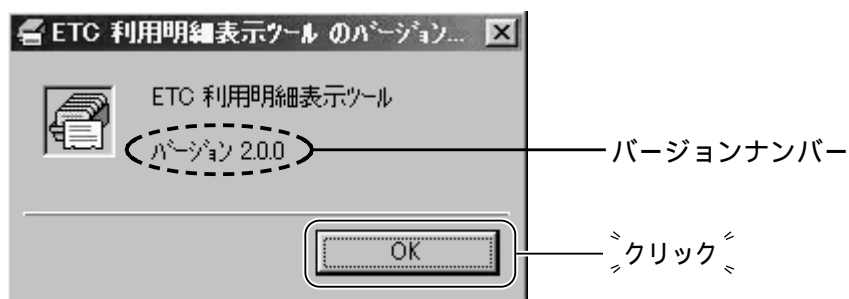 ETC 利用明細表示ツール のバージョン...
ETC 利用明細表示ツール
バージョン 2.0.0
バージョンナンバー
OK
クリック